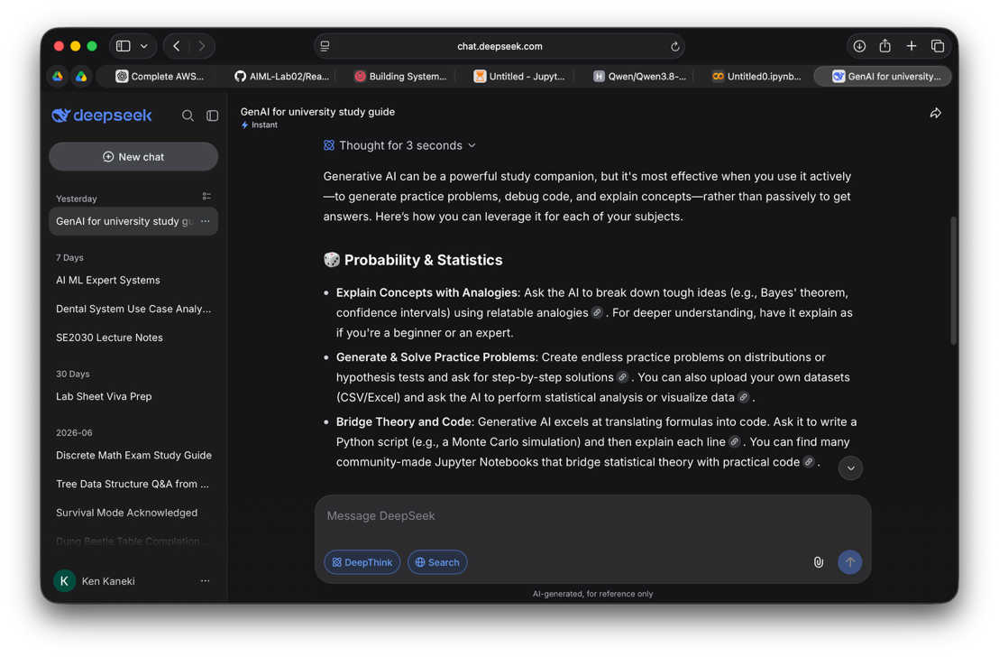 chat.deepseek.com
Complete AWS...
AIML-Lab02/Rea...
Building System...
Untitled - Jupyt...
Qwen/Qwen3.8-...
Untitled0.ipynb...
GenAI for university...
deepseek
New chat
Yesterday
GenAI for university study gu
7 Days
AI ML Expert Systems
Dental System Use Case Analy...
SE2030 Lecture Notes
30 Days
Lab Sheet Viva Prep
2026-06
Discrete Math Exam Study Guide
Tree Data Structure Q&A from ...
Survival Mode Acknowledged
Dung Beetle Table Completion ...
K
Ken Kaneki
GenAI for university study guide
Instant
Thought for 3 seconds
Generative AI can be a powerful study companion, but it's most effective when you use it actively
—to generate practice problems, debug code, and explain concepts—rather than passively to get
answers. Here’s how you can leverage it for each of your subjects.
🎲 Probability & Statistics
• Explain Concepts with Analogies: Ask the AI to break down tough ideas (e.g., Bayes' theorem,
confidence intervals) using relatable analogies. For deeper understanding, have it explain as
if you're a beginner or an expert.
• Generate & Solve Practice Problems: Create endless practice problems on distributions or
hypothesis tests and ask for step-by-step solutions. You can also upload your own datasets
(CSV/Excel) and ask the AI to perform statistical analysis or visualize data.
• Bridge Theory and Code: Generative AI excels at translating formulas into code. Ask it to write a
Python script (e.g., a Monte Carlo simulation) and then explain each line. You can find many
community-made Jupyter Notebooks that bridge statistical theory with practical code.
Message DeepSeek
DeepThink
Search
AI-generated, for reference only